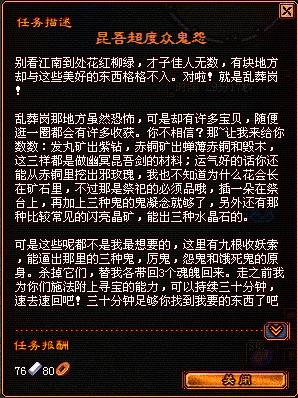 任务描述
昆吾超度众鬼怨
别看江南到处花红柳绿，才子佳人无数，有块地方
却与这些美好的东西格格不入。对啦！就是乱葬岗
！
乱葬岗那地方虽然恐怖，可是却有许多宝贝，随便
逛一圈都会有许多收获。你不相信？那~让我来给你
数数：发丸矿出紫钻，赤铜矿出弹薄赤铜和毁木，
这三样都是做幽冥昆吾剑的材料；运气好的话你还
能从赤铜里挖出邪玫瑰，我也不知道为什么花会长
在矿石里，不过那是祭祀的必须品哦，插一朵在祭
台上，再加上三种鬼的鬼凝念就够了，另外还有那
种比较常见的闪亮晶矿，能出三种水晶石的。
可是这些呢都不是我最想要的，这里有九根收妖索
，能逼出那里的三种鬼，厉鬼，怨鬼和饿死鬼的原
身。杀掉它们，替我各带回3个魂魄回来。走之前我
为你们施法附上寻宝的能力，可以持续三十分钟，
速去速回吧！三十分钟足够你找到我要的东西了吧
任务报酬
76 80
关闭